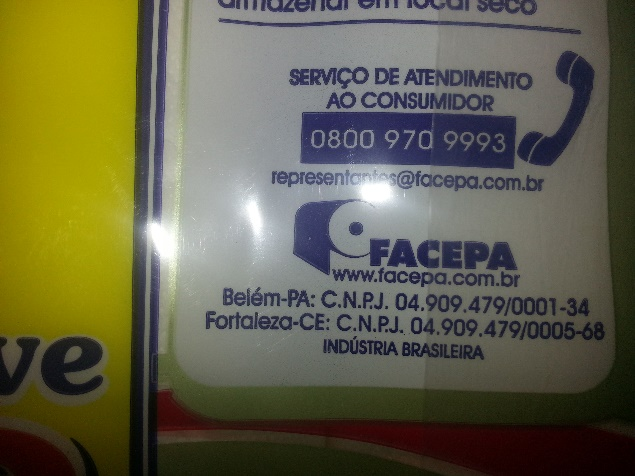 armazenar em local seco
SERVIÇO DE ATENDIMENTO
AO CONSUMIDOR
0800 970 9993
representantes@facepa.com.br
FACEPA
www.facepa.com.br
Belém-PA: C.N.P.J. 04.909.479/0001-34
Fortaleza-CE: C.N.P.J. 04.909.479/0005-68
INDÚSTRIA BRASILEIRA
ve